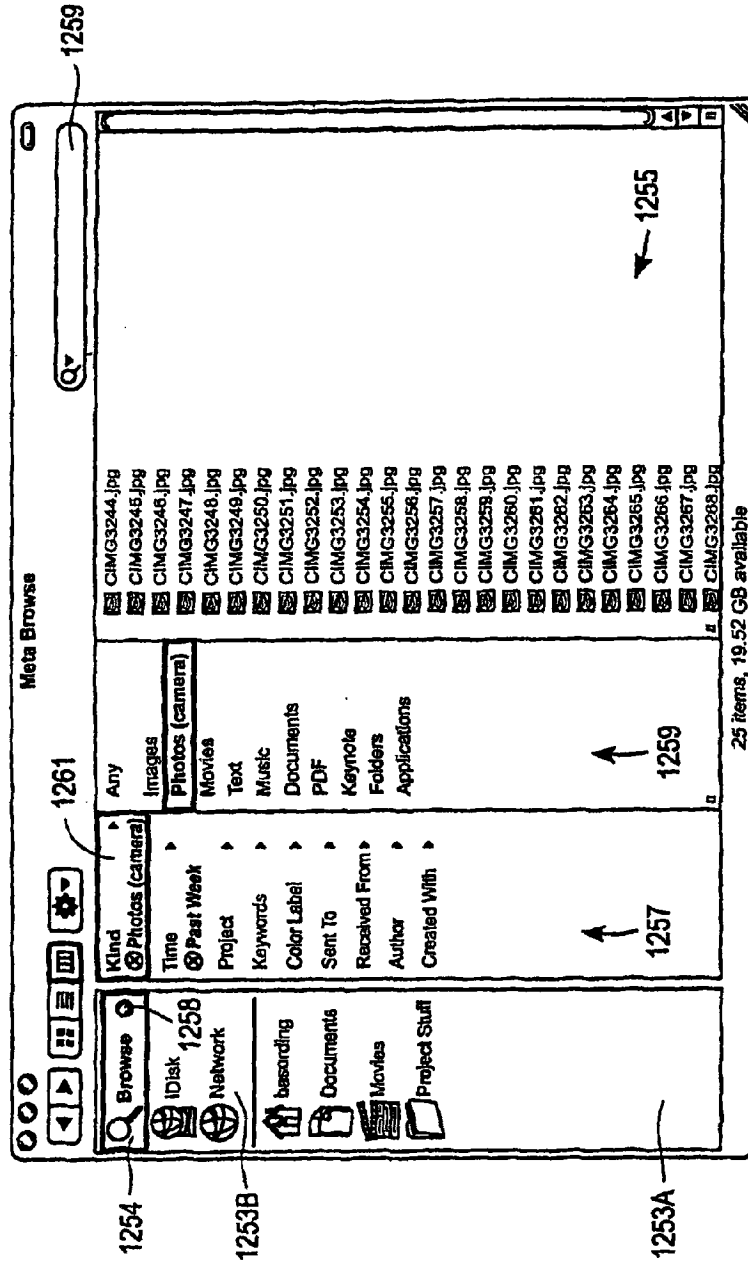 Meta Browse
1259
1261
1254
Browse
1258
iDisk
Network
1253B
basording
Documents
Movies
Project Stuff
1253A
Kind
Photos (camera)
Time
Past Week
Project
Keywords
Color Label
Sent To
Received From
Author
Created With
1257
Any
Images
Photos (camera)
Movies
Text
Music
Documents
PDF
Keynote
Folders
Applications
1259
CIMG3244.jpg
CIMG3245.jpg
CIMG3246.jpg
CIMG3247.jpg
CIMG3248.jpg
CIMG3249.jpg
CIMG3250.jpg
CIMG3251.jpg
CIMG3252.jpg
CIMG3253.jpg
CIMG3254.jpg
CIMG3255.jpg
CIMG3256.jpg
CIMG3257.jpg
CIMG3258.jpg
CIMG3259.jpg
CIMG3260.jpg
CIMG3261.jpg
CIMG3262.jpg
CIMG3263.jpg
CIMG3264.jpg
CIMG3265.jpg
CIMG3266.jpg
CIMG3267.jpg
CIMG3268.jpg
1255
25 items, 19.52 GB available